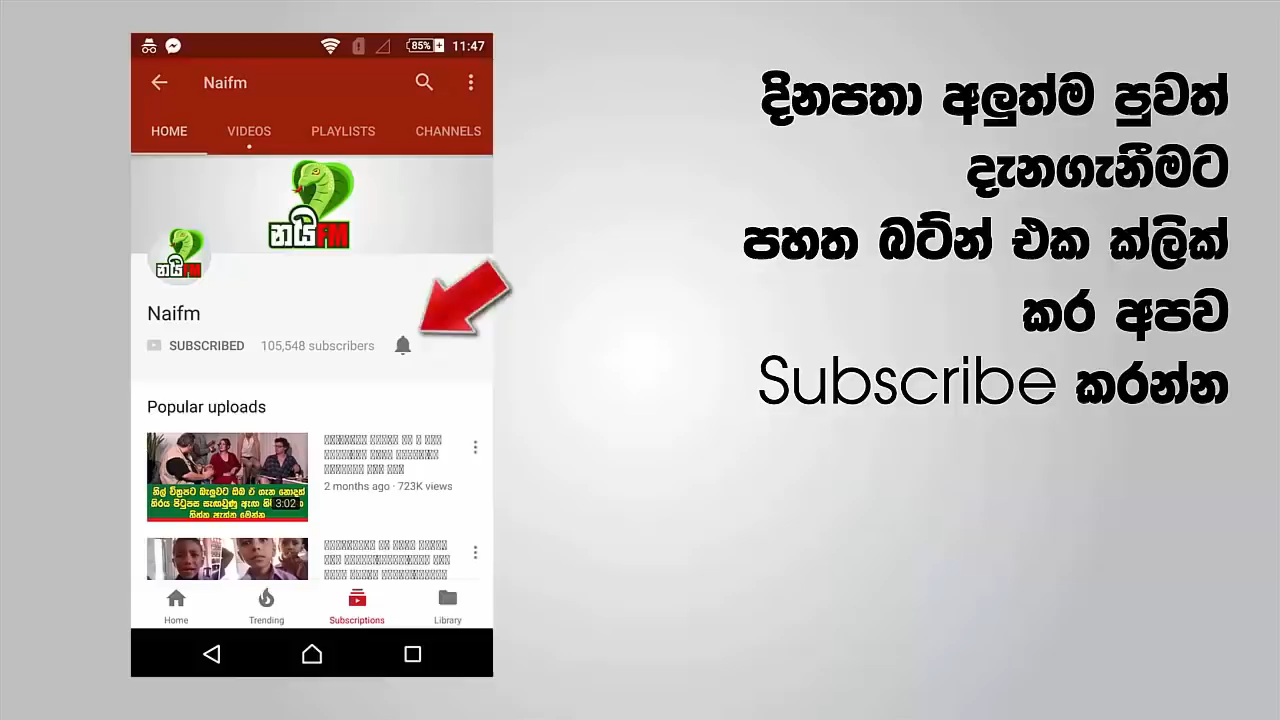 85%
11:47
Naifm
HOME
VIDEOS
PLAYLISTS
CHANNELS
නයිFM
නයිFM
Naifm
SUBSCRIBED
105,548 subscribers
Popular uploads
3:02
2 months ago · 723K views
Home
Trending
Subscriptions
Library
දිනපතා අලුත්ම පුවත්
දැනගැනීමට
පහත බටන් එක ක්ලික්
කර අපව
Subscribe කරන්න